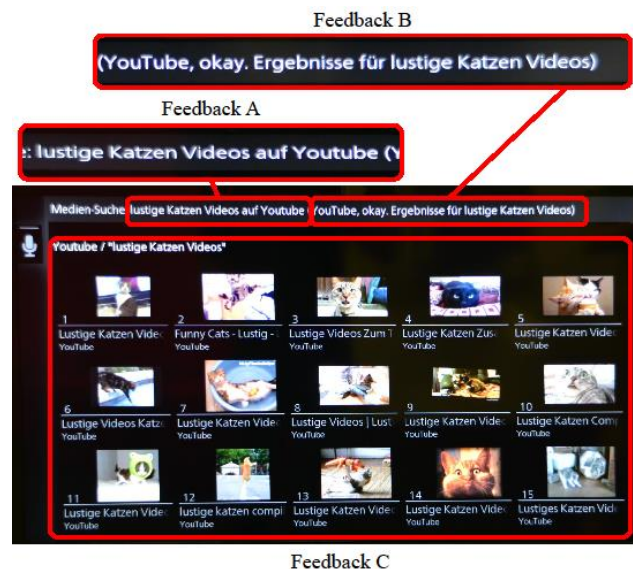 Feedback B
(YouTube, okay. Ergebnisse für lustige Katzen Videos)
Feedback A
e: lustige Katzen Videos auf Youtube (Y
Medien-Suche: lustige Katzen Videos auf Youtube (YouTube, okay. Ergebnisse für lustige Katzen Videos)
Youtube / "lustige Katzen Videos"
1 2 3 4 5
Lustige Katzen Vide Funny Cats - Lustig - Lustige Videos Zum Lustige Katzen Zus Lustige Katzen Vide
YouTube YouTube YouTube YouTube YouTube
6 7 8 9 10
Lustige Videos Katz Lustige Katzen Vide Lustige Videos | Lust Lustige Katzen Vide Lustige Katzen Com
YouTube YouTube YouTube YouTube YouTube
11 12 13 14 15
Lustige Katzen Vide lustige katzen compi Lustige Katzen Vide Lustige Katzen Vide Lustiges Katzen Vide
YouTube YouTube YouTube YouTube YouTube
Feedback C